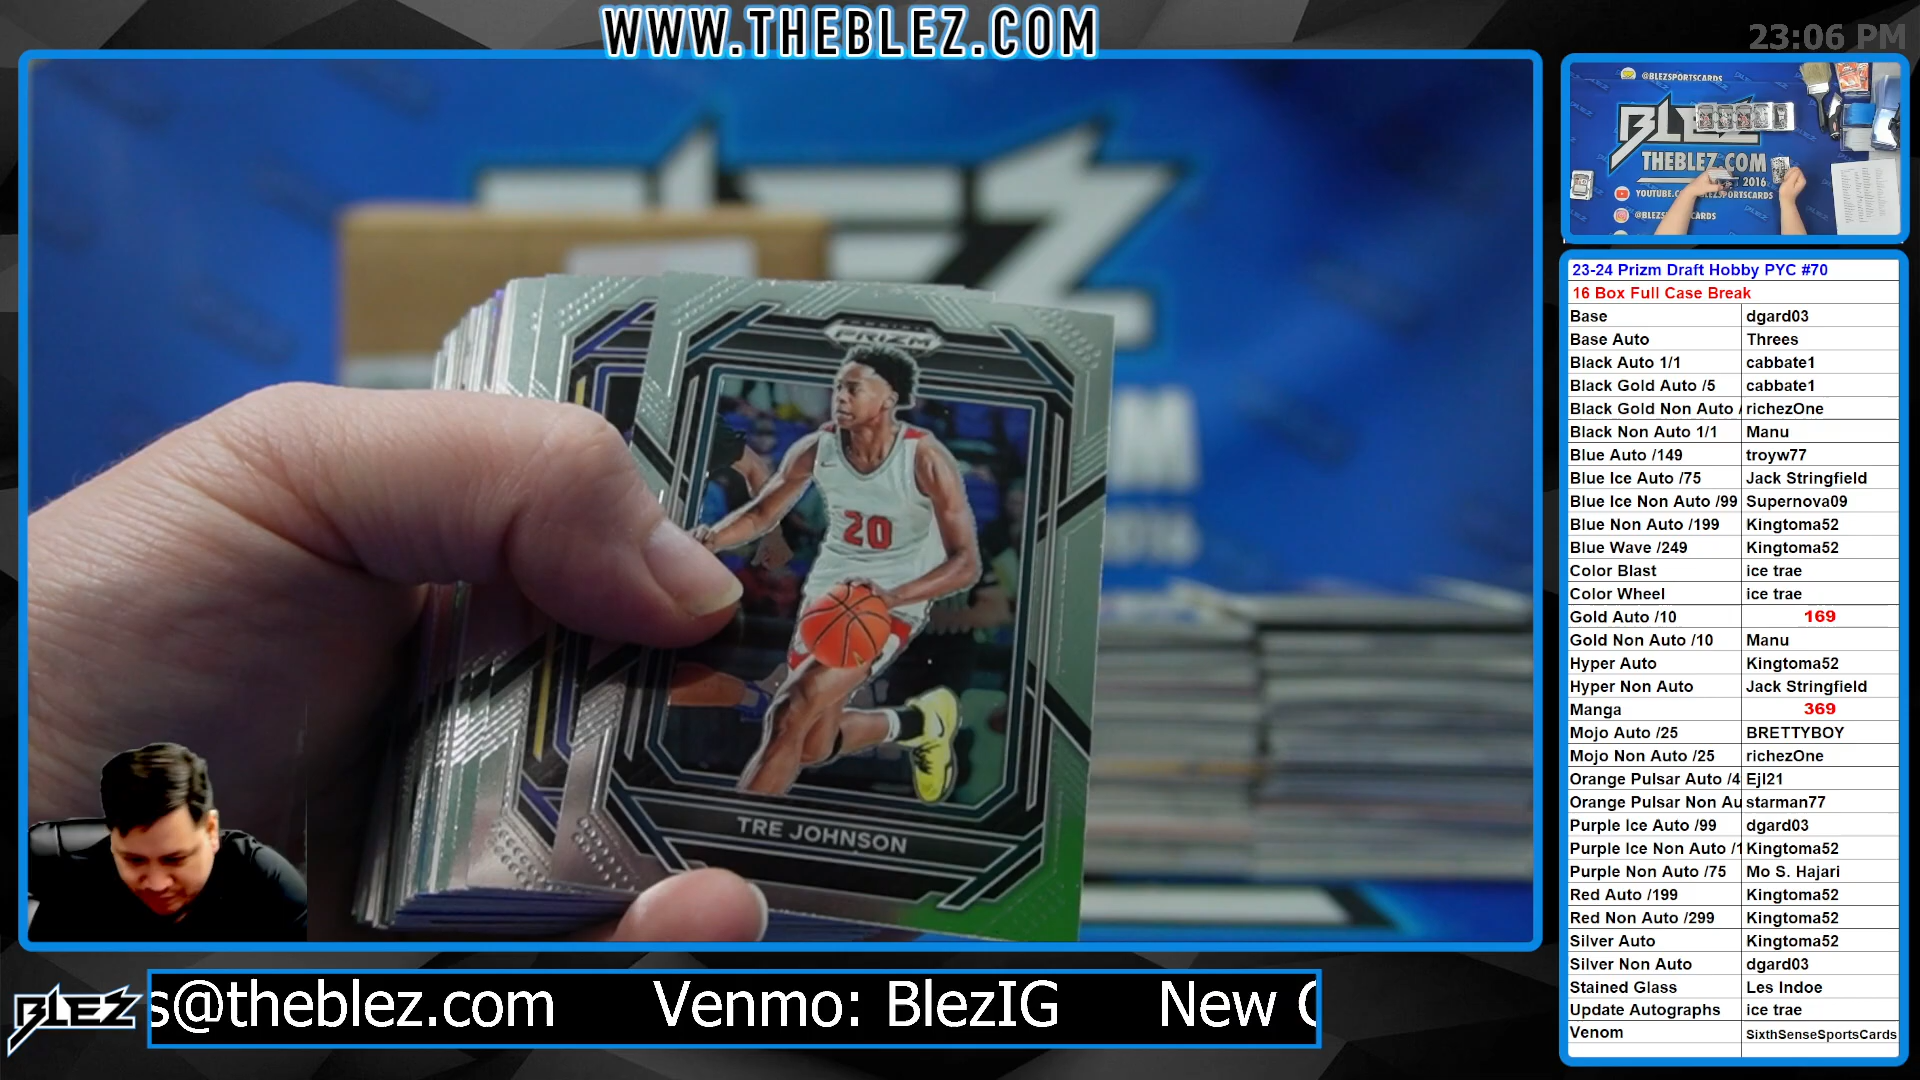 WWW.THEBLEZ.COM
23:06 PM
@BLEZSPORTSCARDS
THEBLEZ.COM
2016
PRIZM
20
TRE JOHNSON
23-24 Prizm Draft Hobby PYC #70
16 Box Full Case Break
Base dgard03
Base Auto Threes
Black Auto 1/1 cabbate1
Black Gold Auto /5 cabbate1
Black Gold Non Auto / richezOne
Black Non Auto 1/1 Manu
Blue Auto /149 troyw77
Blue Ice Auto /75 Jack Stringfield
Blue Ice Non Auto /99 Supernova09
Blue Non Auto /199 Kingtoma52
Blue Wave /249 Kingtoma52
Color Blast ice trae
Color Wheel ice trae
Gold Auto /10 169
Gold Non Auto /10 Manu
Hyper Auto Kingtoma52
Hyper Non Auto Jack Stringfield
Manga 369
Mojo Auto /25 BRETTYBOY
Mojo Non Auto /25 richezOne
Orange Pulsar Auto /4 Ejl21
Orange Pulsar Non Au starman77
Purple Ice Auto /99 dgard03
Purple Ice Non Auto /1 Kingtoma52
Purple Non Auto /75 Mo S. Hajari
Red Auto /199 Kingtoma52
Red Non Auto /299 Kingtoma52
Silver Auto Kingtoma52
Silver Non Auto dgard03
Stained Glass Les Indoe
Update Autographs ice trae
Venom SixthSenseSportsCards
BLEZ
s@theblez.com Venmo: BlezIG New